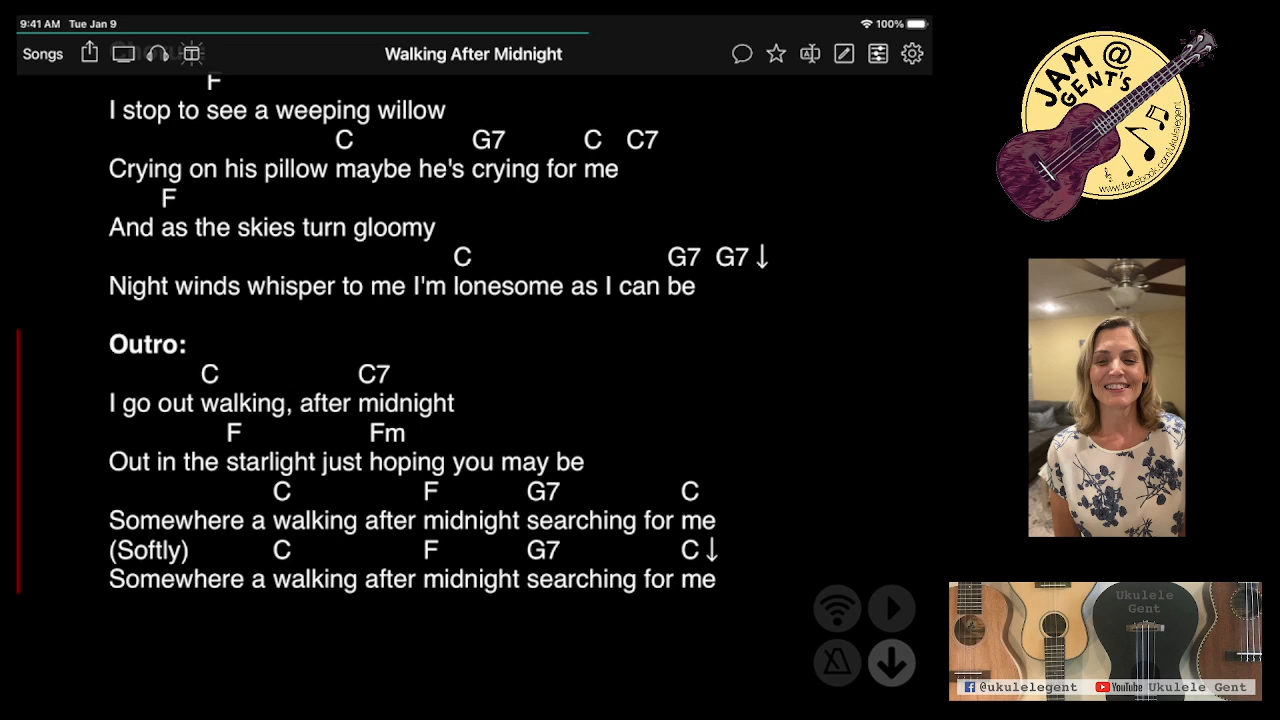 9:41 AM Tue Jan 9
100%
Songs
Walking After Midnight
F
I stop to see a weeping willow
C G7 C C7
Crying on his pillow maybe he's crying for me
F
And as the skies turn gloomy
C G7 G7↓
Night winds whisper to me I'm lonesome as I can be
Outro:
C C7
I go out walking, after midnight
F Fm
Out in the starlight just hoping you may be
C F G7 C
Somewhere a walking after midnight searching for me
(Softly) C F G7 C↓
Somewhere a walking after midnight searching for me
JAM @
GENT'S
www.facebook.com/ukulelegent
Ukulele
Gent
@ukulelegent YouTube Ukulele Gent